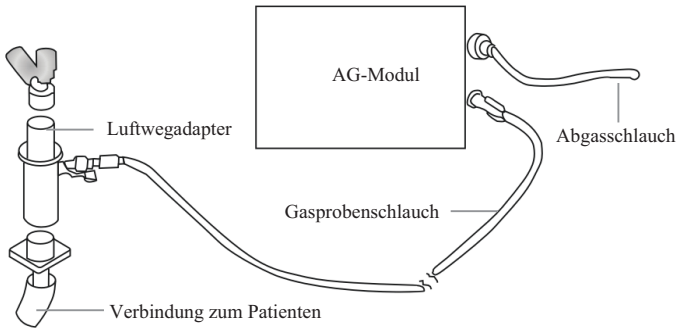 AG-Modul
Luftwegadapter
Abgasschlauch
Gasprobenschlauch
Verbindung zum Patienten